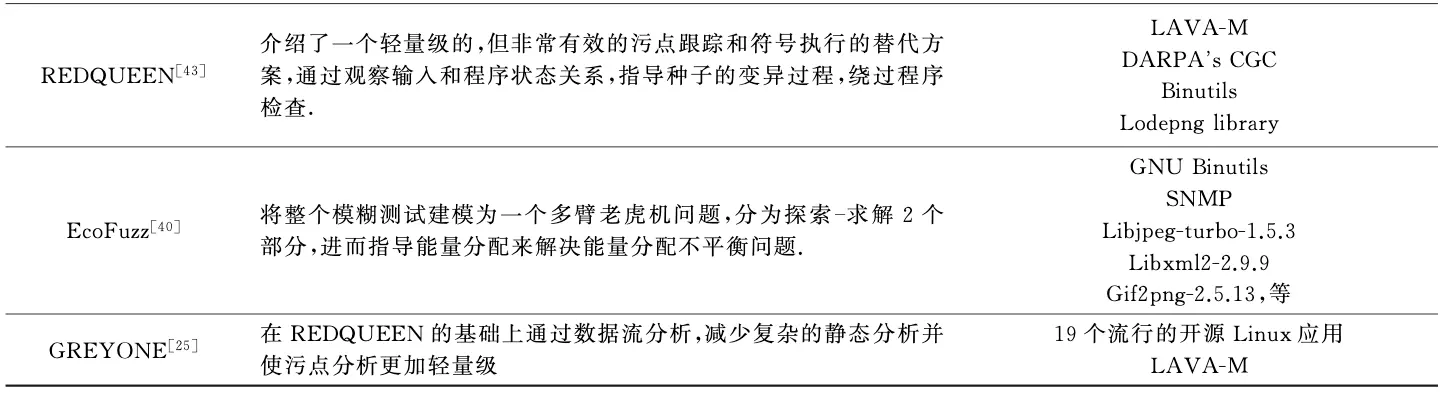 REDQUEEN[43]
介绍了一个轻量级的,但非常有效的污点跟踪和符号执行的替代方
案,通过观察输入和程序状态关系,指导种子的变异过程,绕过程序
检查.
LAVA-M
DARPA's CGC
Binutils
Lodepng library
EcoFuzz[40]
将整个模糊测试建模为一个多臂老虎机问题,分为探索-求解 2 个
部分,进而指导能量分配来解决能量分配不平衡问题.
GNU Binutils
SNMP
Libjpeg-turbo-1.5.3
Libxml2-2.9.9
Gif2png-2.5.13,等
GREYONE[25]
在 REDQUEEN 的基础上通过数据流分析,减少复杂的静态分析并
使污点分析更加轻量级
19 个流行的开源 Linux 应用
LAVA-M